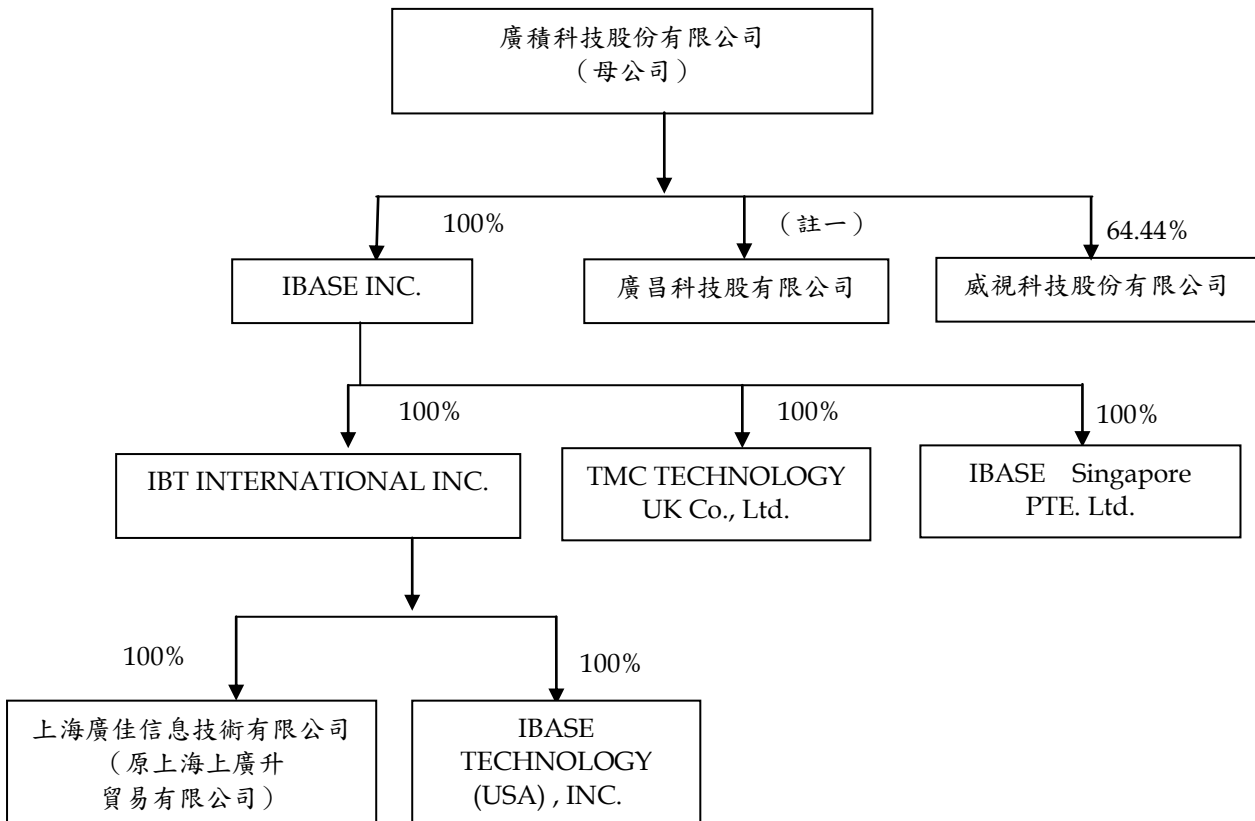 廣積科技股份有限公司
（母公司）
100%
（註一）
64.44%
IBASE INC.
廣昌科技股有限公司
威視科技股份有限公司
100%
100%
100%
IBT INTERNATIONAL INC.
TMC TECHNOLOGY
UK Co., Ltd.
IBASE Singapore
PTE. Ltd.
100%
100%
上海廣佳信息技術有限公司
（原上海上廣升
貿易有限公司）
IBASE
TECHNOLOGY
(USA) , INC.